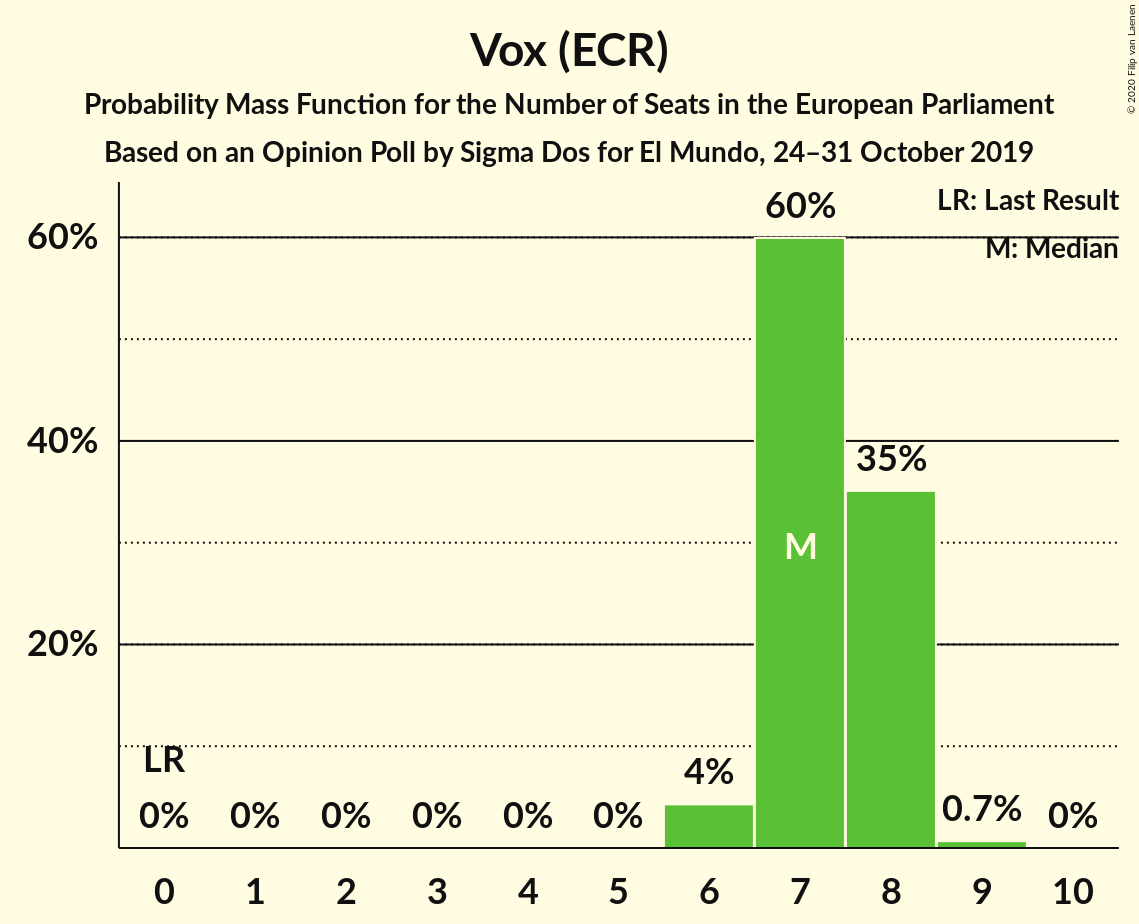 Vox (ECR)
Probability Mass Function for the Number of Seats in the European Parliament
Based on an Opinion Poll by Sigma Dos for El Mundo, 24–31 October 2019
© 2020 Filip van Laenen
LR: Last Result
M: Median
60%
40%
20%
60%
35%
M
LR
4%
0% 0% 0% 0% 0% 0% 0.7% 0%
0 1 2 3 4 5 6 7 8 9 10